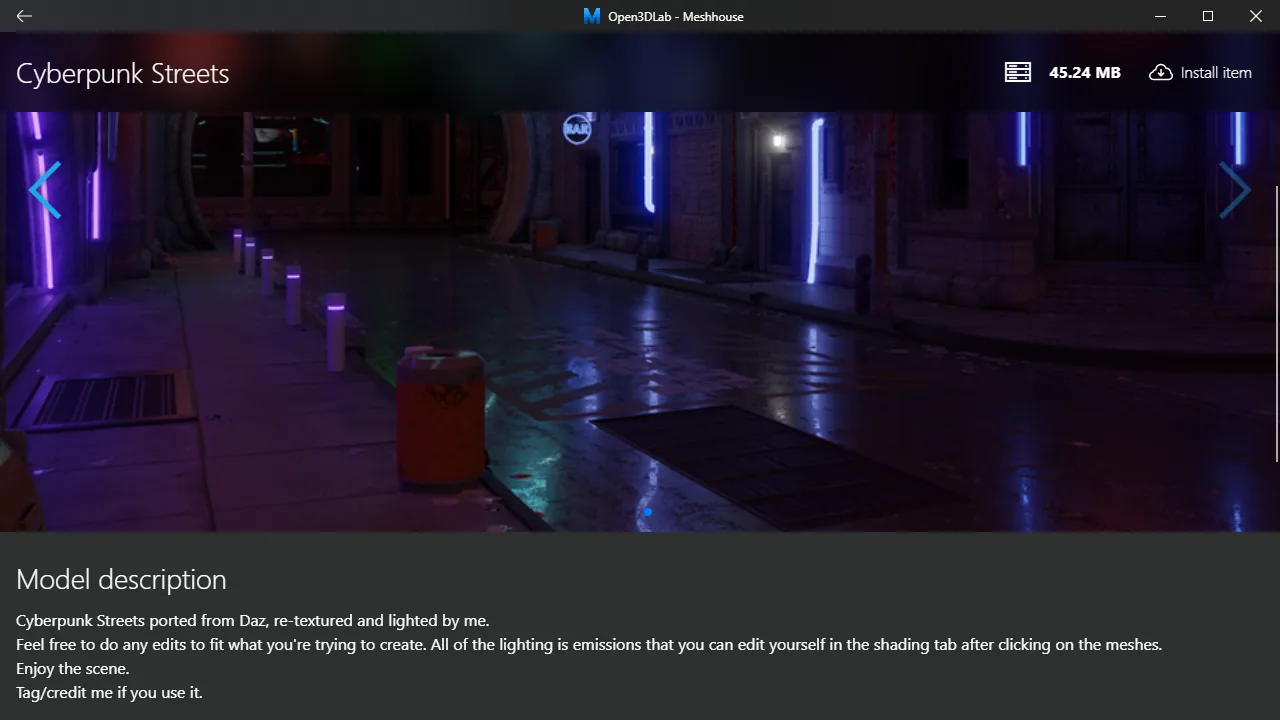 Open3DLab - Meshhouse
Cyberpunk Streets
45.24 MB
Install item
BAR
Model description
Cyberpunk Streets ported from Daz, re-textured and lighted by me.
Feel free to do any edits to fit what you're trying to create. All of the lighting is emissions that you can edit yourself in the shading tab after clicking on the meshes.
Enjoy the scene.
Tag/credit me if you use it.